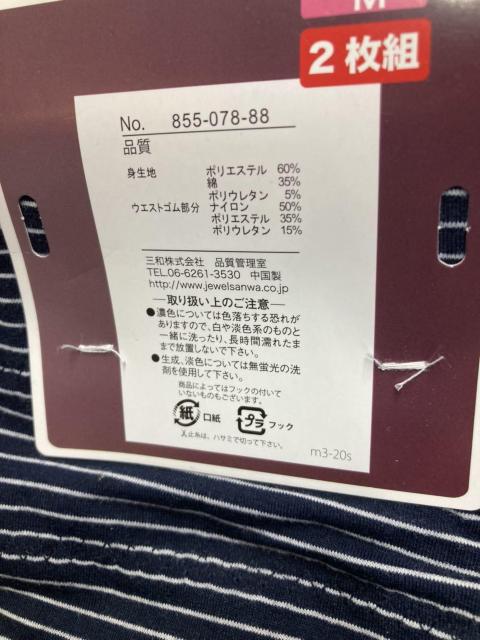 M
2枚組
No. 855-078-88
品質
身生地 ポリエステル 60%
綿 35%
ポリウレタン 5%
ウエストゴム部分 ナイロン 50%
ポリエステル 35%
ポリウレタン 15%
三和株式会社 品質管理室
TEL.06-6261-3530 中国製
http://www.jewelsanwa.co.jp
―取り扱い上のご注意―
●濃色については色落ちする恐れが
ありますので、白や淡色系のものと
一緒に洗ったり、長時間濡れたま
まで放置しないで下さい。
●生成、淡色については無蛍光の洗
剤を使用して下さい。
商品によってはフックの付いて
いないものもございます。
紙 口紙 プラ フック
止め糸は、ハサミで切って下さい。
m3-20s